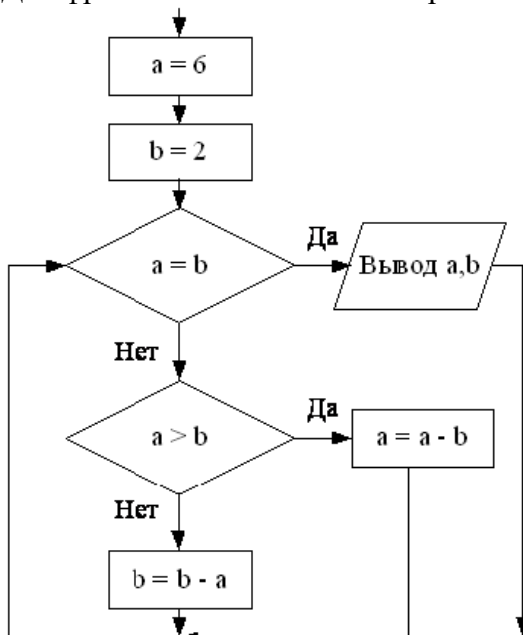 a = 6
b = 2
a = b
Да
Вывод a,b
Нет
a > b
Да
a = a - b
Нет
b = b - a